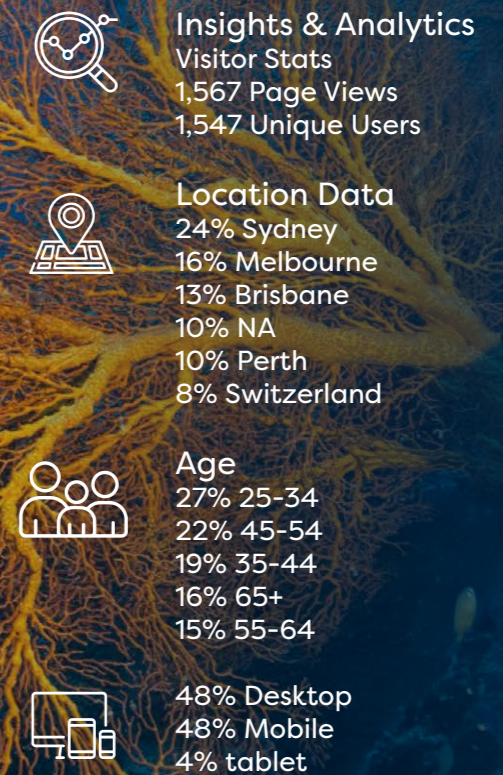 Insights & Analytics
Visitor Stats
1,567 Page Views
1,547 Unique Users
Location Data
24% Sydney
16% Melbourne
13% Brisbane
10% NA
10% Perth
8% Switzerland
Age
27% 25-34
22% 45-54
19% 35-44
16% 65+
15% 55-64
48% Desktop
48% Mobile
4% tablet